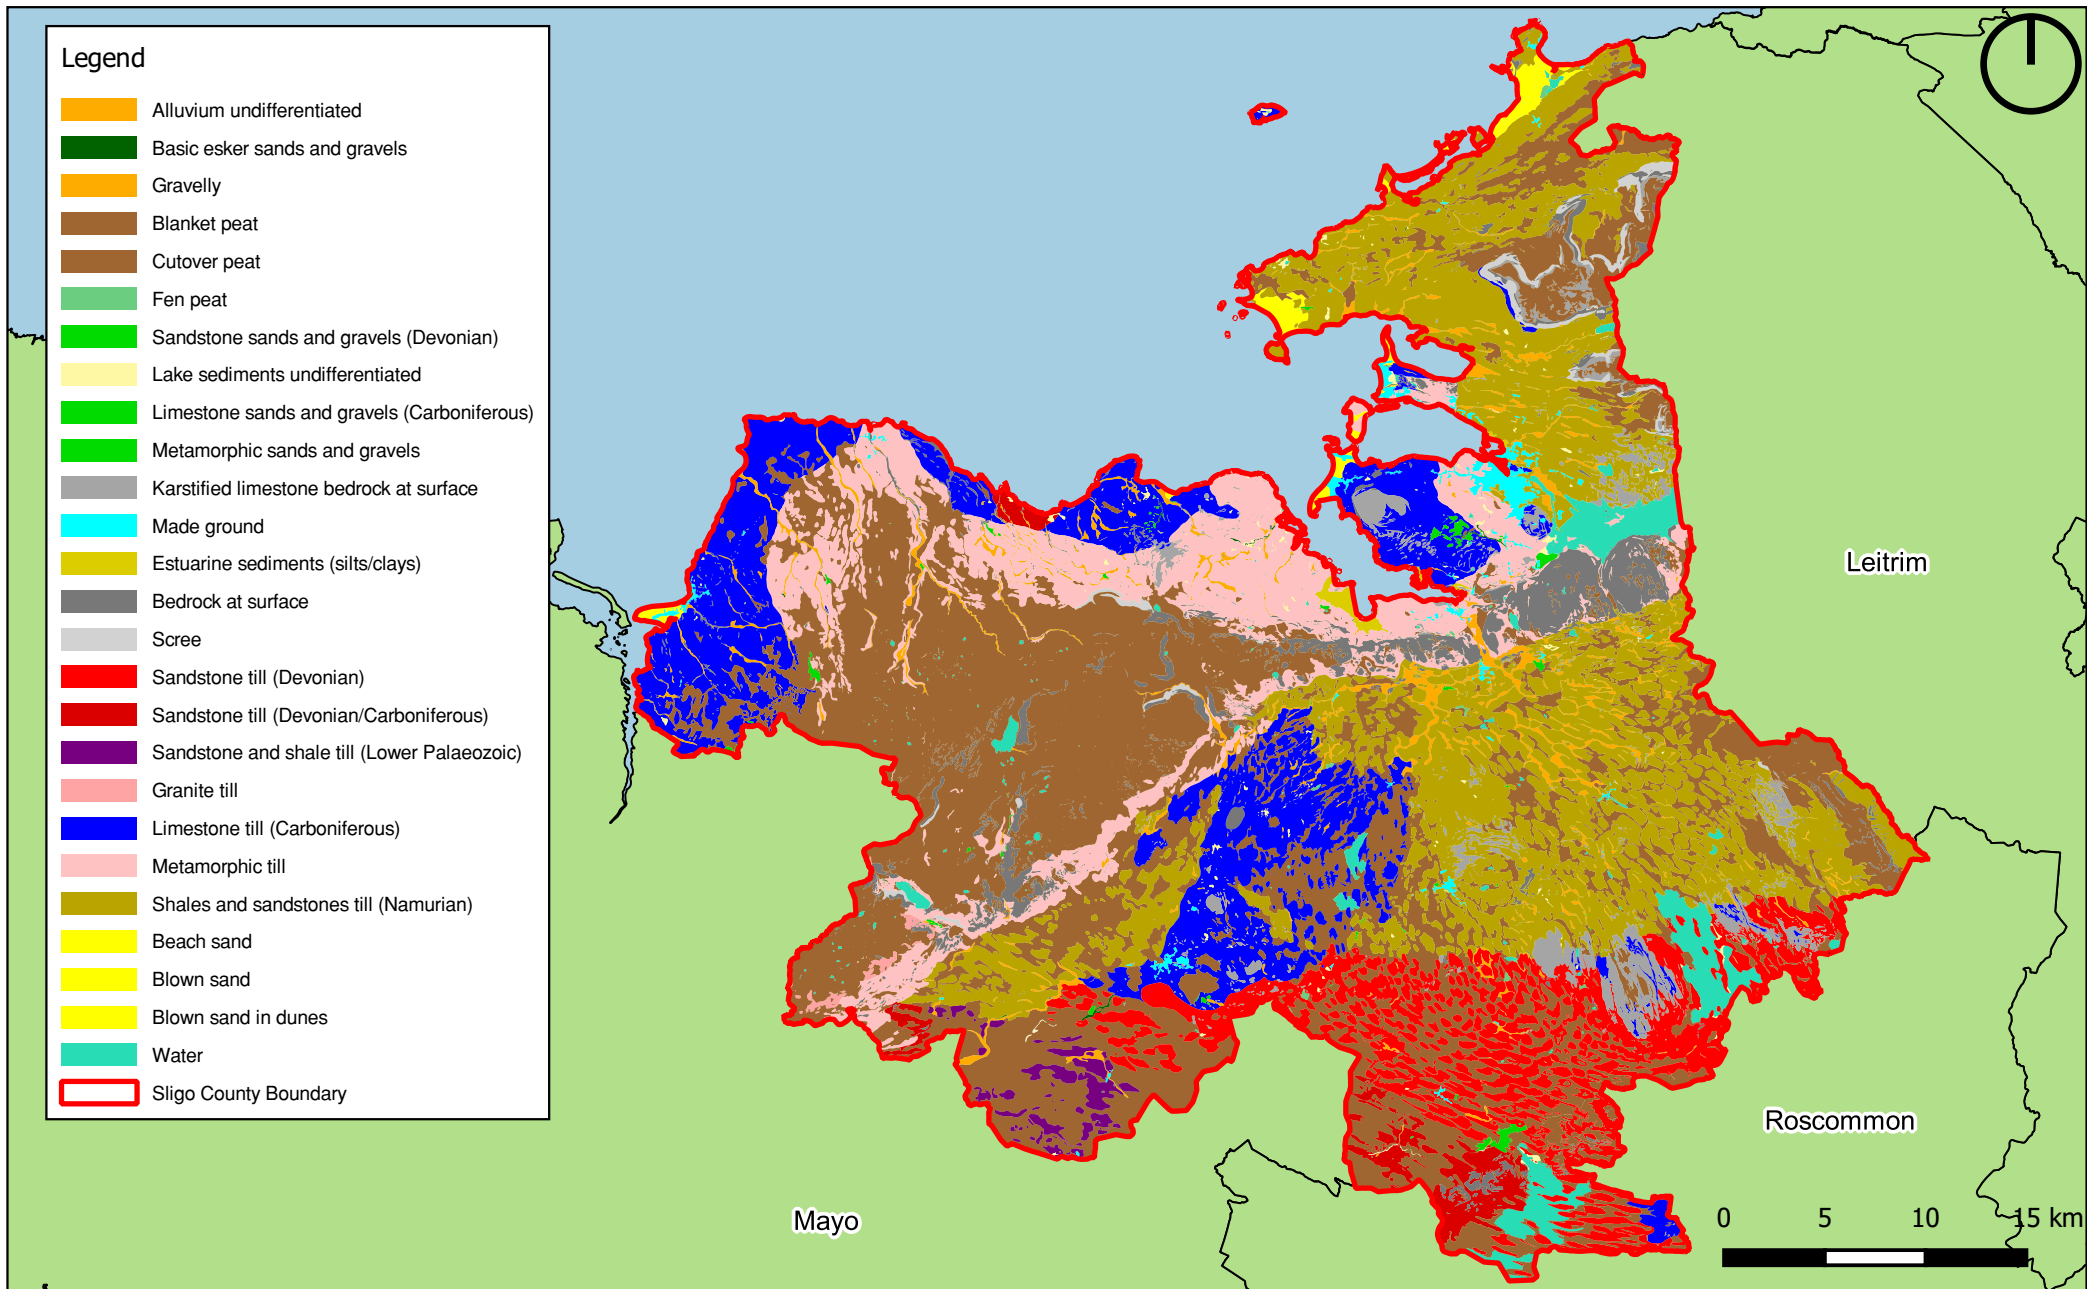 Legend
Alluvium undifferentiated
Basic esker sands and gravels
Gravelly
Blanket peat
Cutover peat
Fen peat
Sandstone sands and gravels (Devonian)
Lake sediments undifferentiated
Limestone sands and gravels (Carboniferous)
Metamorphic sands and gravels
Karstified limestone bedrock at surface
Made ground
Estuarine sediments (silts/clays)
Bedrock at surface
Scree
Sandstone till (Devonian)
Sandstone till (Devonian/Carboniferous)
Sandstone and shale till (Lower Palaeozoic)
Granite till
Limestone till (Carboniferous)
Metamorphic till
Shales and sandstones till (Namurian)
Beach sand
Blown sand
Blown sand in dunes
Water
Sligo County Boundary
Leitrim
Roscommon
Mayo
0 5 10 15 km